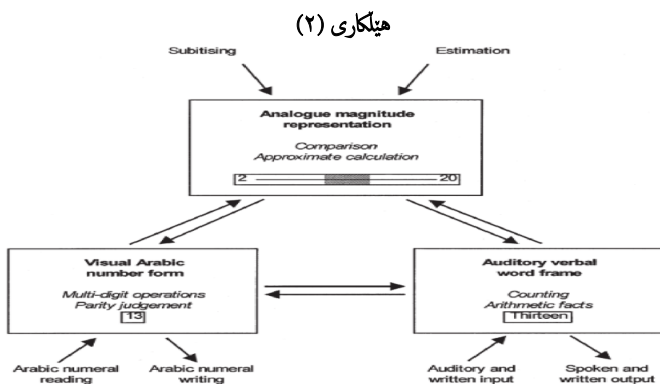 هێڵکاری (٢)
Subitising
Estimation
Analogue magnitude
representation
Comparison
Approximate calculation
2
20
Visual Arabic
number form
Multi-digit operations
Parity judgement
13
Auditory verbal
word frame
Counting
Arithmetic facts
Thirteen
Arabic numeral
reading
Arabic numeral
writing
Auditory and
written input
Spoken and
written output